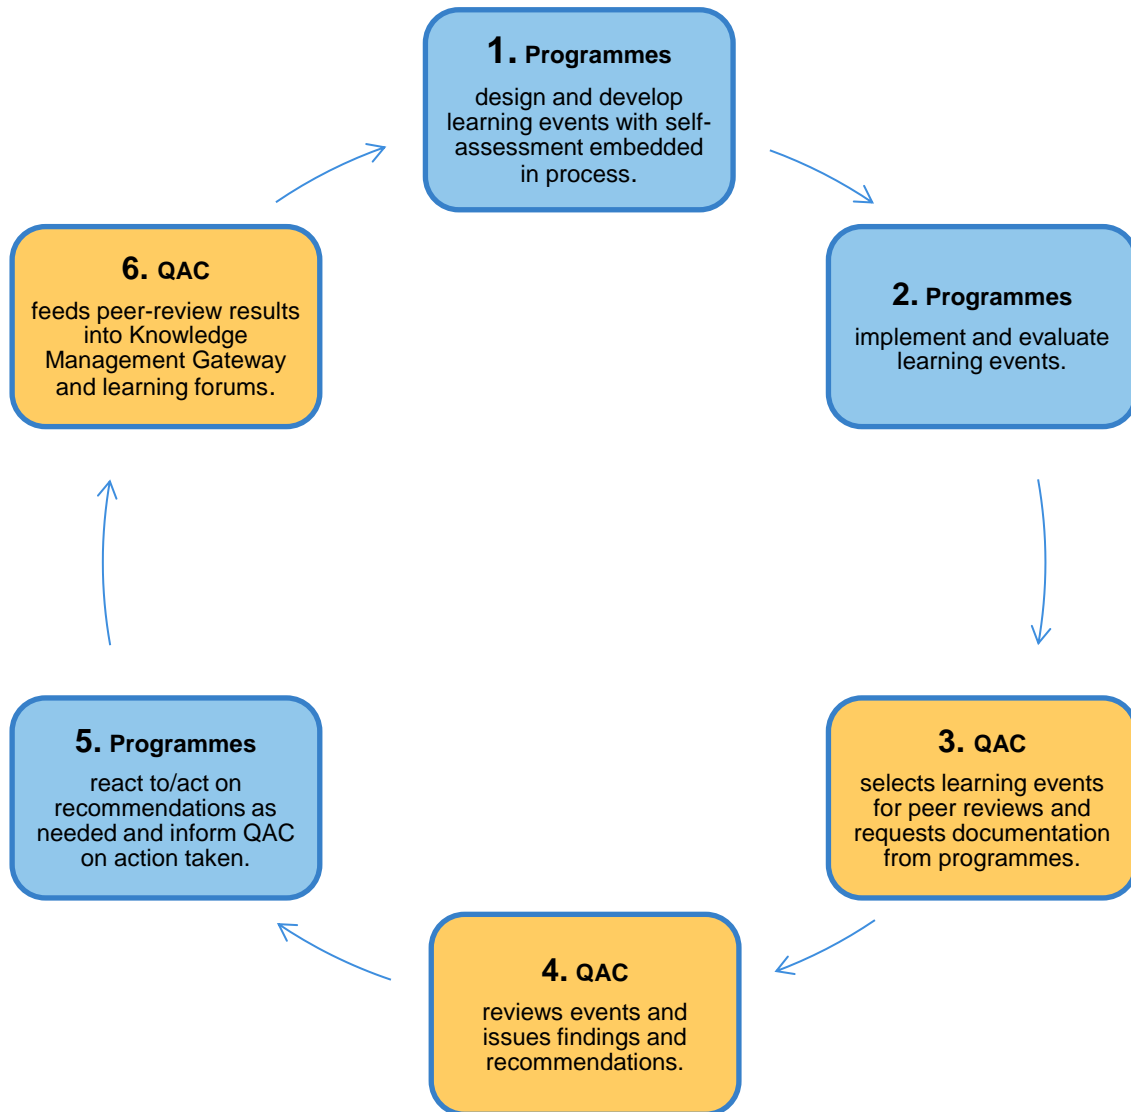 1. Programmes
design and develop
learning events with self-
assessment embedded
in process.
2. Programmes
implement and evaluate
learning events.
3. QAC
selects learning events
for peer reviews and
requests documentation
from programmes.
4. QAC
reviews events and
issues findings and
recommendations.
5. Programmes
react to/act on
recommendations as
needed and inform QAC
on action taken.
6. QAC
feeds peer-review results
into Knowledge
Management Gateway
and learning forums.